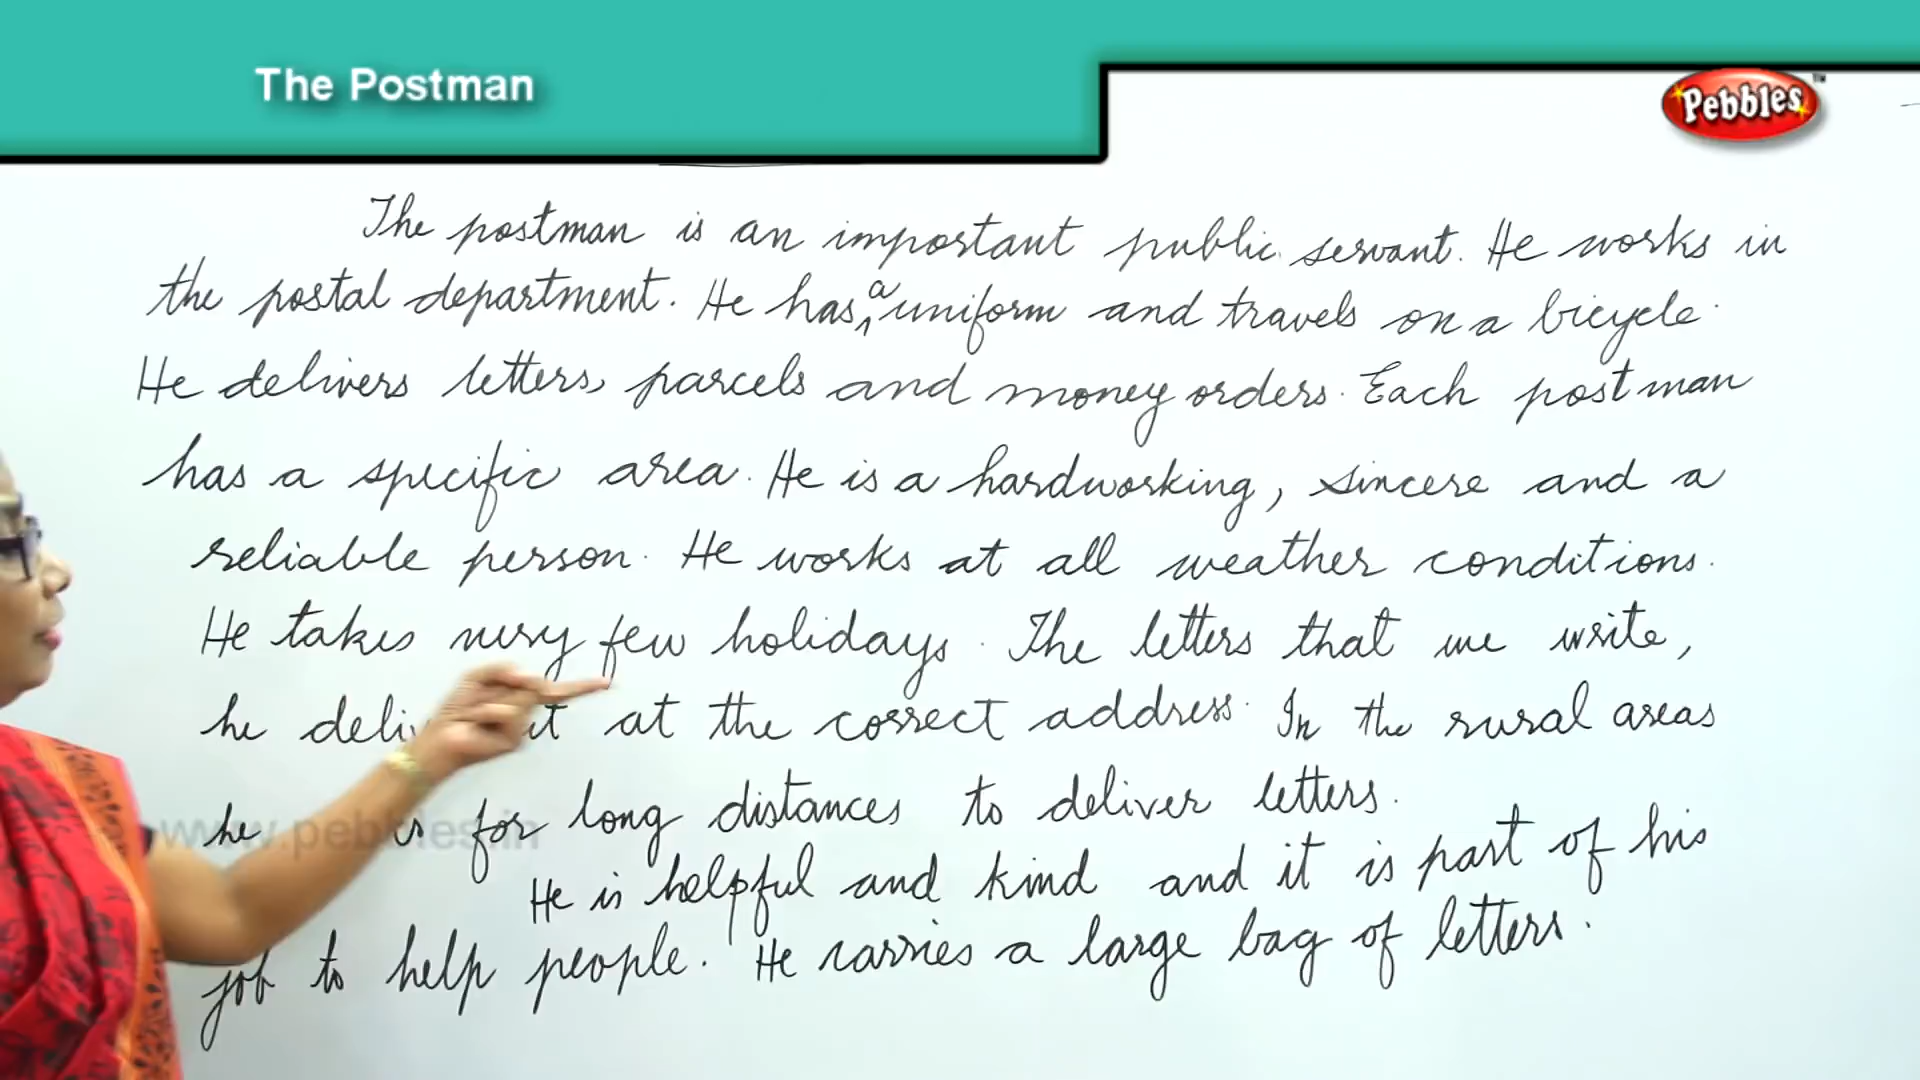 The Postman
Pebbles
The postman is an important public servant. He works in
the postal department. He has a uniform and travels on a bicycle.
He delivers letters, parcels and money orders. Each postman
has a specific area. He is a hardworking, sincere and a
reliable person. He works at all weather conditions.
He takes very few holidays. The letters that we write,
he deli it at the correct address. In the rural areas
he for long distances to deliver letters.
www.pebbles.in
He is helpful and kind and it is part of his
job to help people. He carries a large bag of letters.